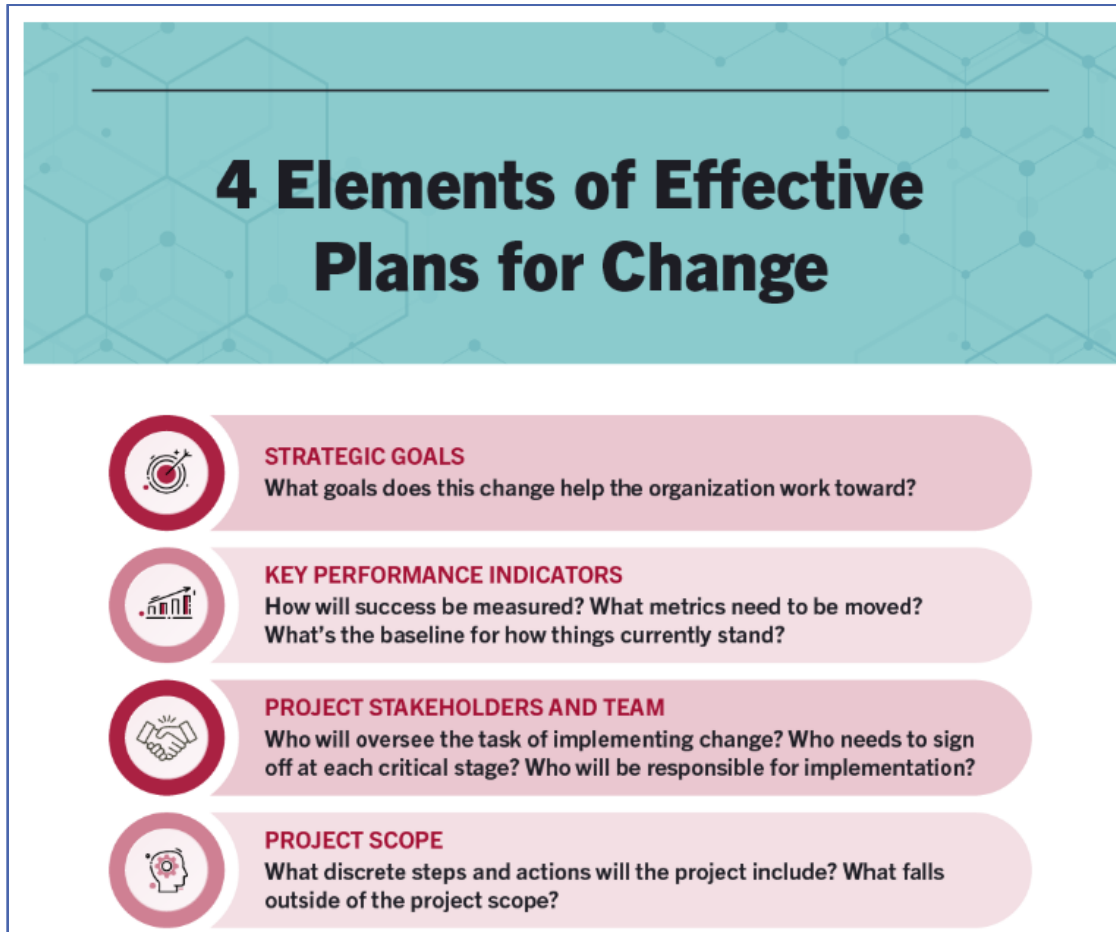 4 Elements of Effective
Plans for Change
STRATEGIC GOALS
What goals does this change help the organization work toward?
KEY PERFORMANCE INDICATORS
How will success be measured? What metrics need to be moved?
What's the baseline for how things currently stand?
PROJECT STAKEHOLDERS AND TEAM
Who will oversee the task of implementing change? Who needs to sign
off at each critical stage? Who will be responsible for implementation?
PROJECT SCOPE
What discrete steps and actions will the project include? What falls
outside of the project scope?